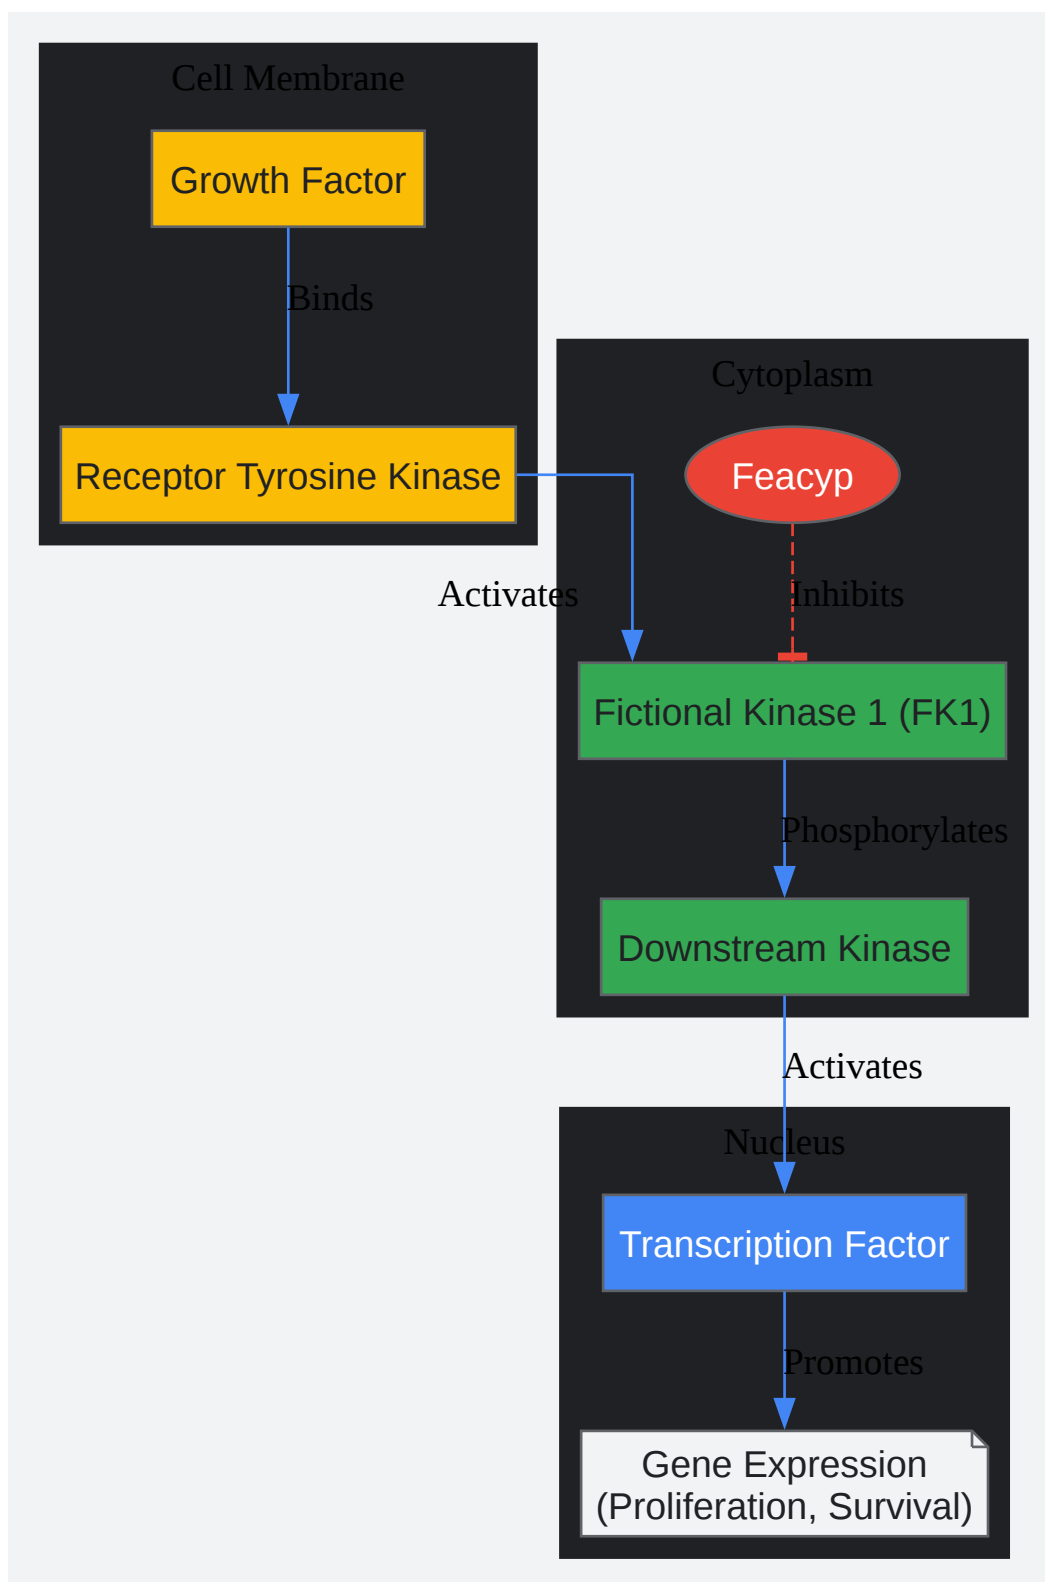 Cell Membrane
Growth Factor
Binds
Receptor Tyrosine Kinase
Cytoplasm
Feacyp
Activates
Inhibits
Fictional Kinase 1 (FK1)
Phosphorylates
Downstream Kinase
Activates
Nucleus
Transcription Factor
Promotes
Gene Expression
(Proliferation, Survival)